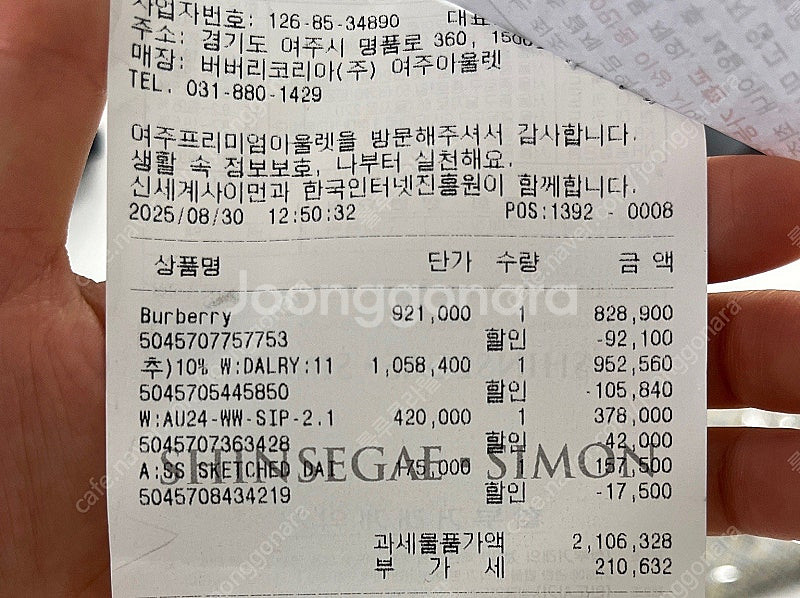 사업자번호: 126-85-34890 대표
주소: 경기도 여주시 명품로 360, 1500
매장: 버버리코리아(주) 여주아울렛
TEL. 031-880-1429
여주프리미엄아울렛을 방문해주셔서 감사합니다.
생활 속 정보보호, 나부터 실천해요.
신세계사이먼과 한국인터넷진흥원이 함께합니다.
2025/08/30 12:50:32 POS:1392 - 0008
상품명 단가 수량 금 액
Joonggonara
Burberry 921,000 1 828,900
5045707757753 할인 -92,100
추)10% W:DALRY:11 1,058,400 1 952,560
5045705445850 할인 -105,840
W:AU24-WW-SIP-2.1 420,000 1 378,000
5045707363428 할인 -42,000
SHINSEGAE · SIMON
A:SS SKETCHED DAI 175,000 1 157,500
5045708434219 할인 -17,500
과세물품가액 2,106,328
부 가 세 210,632